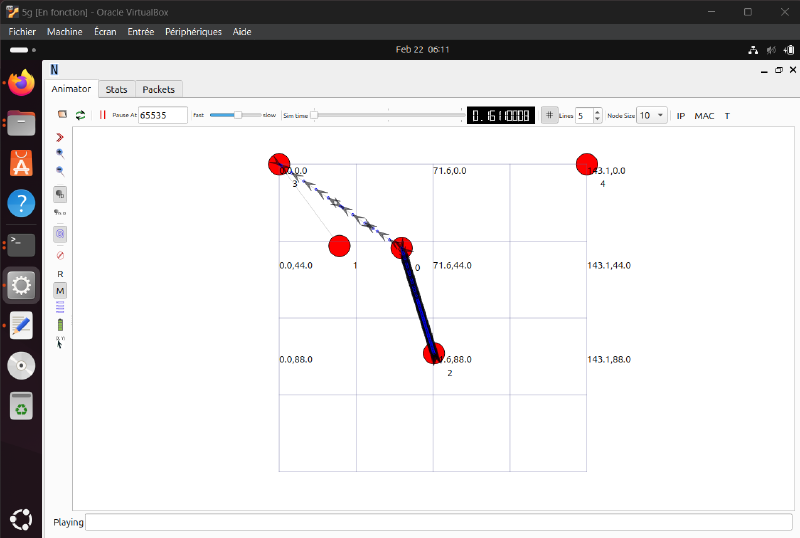 5g [En fonction] - Oracle VirtualBox
Fichier Machine Écran Entrée Périphériques Aide
Feb 22 06:11
N
Animator Stats Packets
Pause At 65535 Fast slow Sim time 0.16110008 Lines 5 Node Size 10 IP MAC T
0.0,0.0 71.6,0.0 143.1,0.0
3 4
1 0
0.0,44.0 71.6,44.0 143.1,44.0
R
M
0.0,88.0 71.6,88.0 143.1,88.0
2
Playing